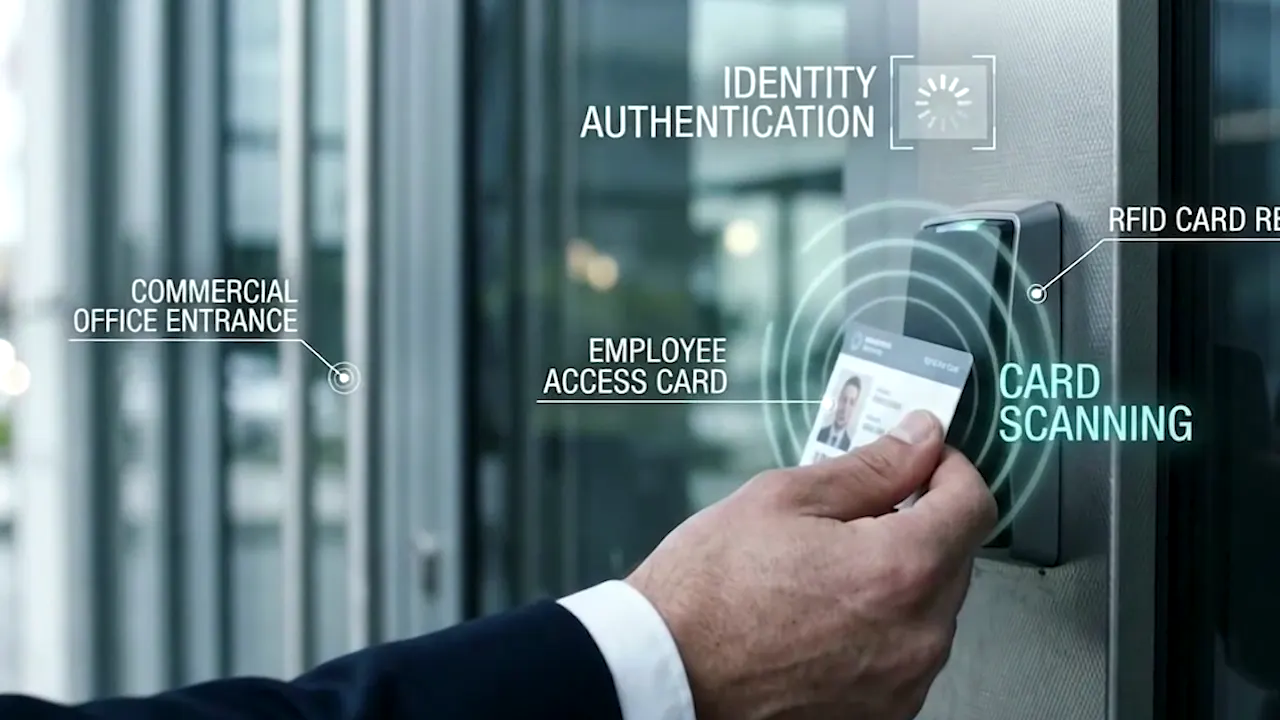 IDENTITY
AUTHENTICATION
RFID CARD RE
COMMERCIAL
OFFICE ENTRANCE
EMPLOYEE
ACCESS CARD
CARD
SCANNING